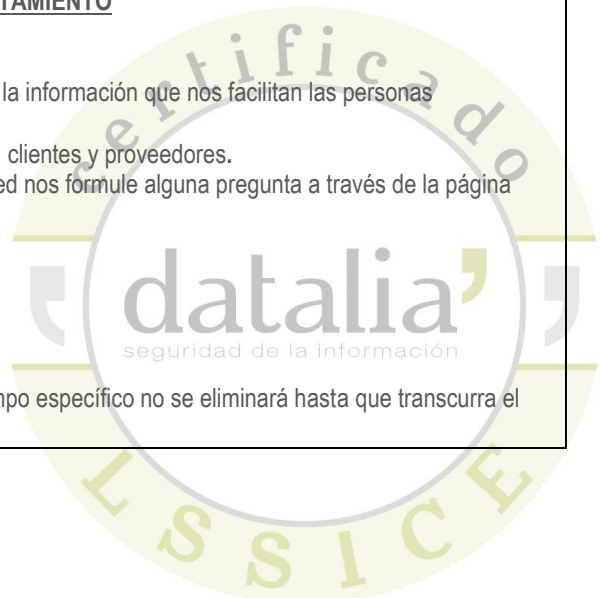 TAMIENTO
certificado
la información que nos facilitan las personas
clientes y proveedores.
ed nos formule alguna pregunta a través de la página
datalia
seguridad de la información
npo específico no se eliminará hasta que transcurra el
LSSICE